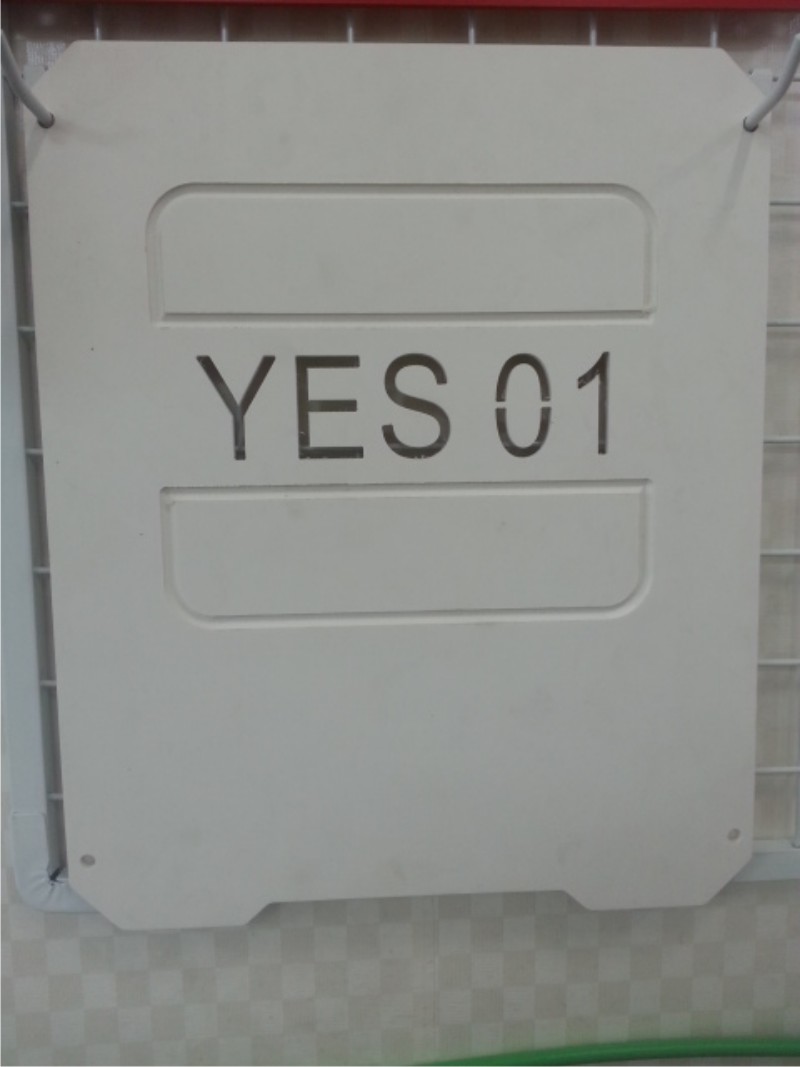 YES 01